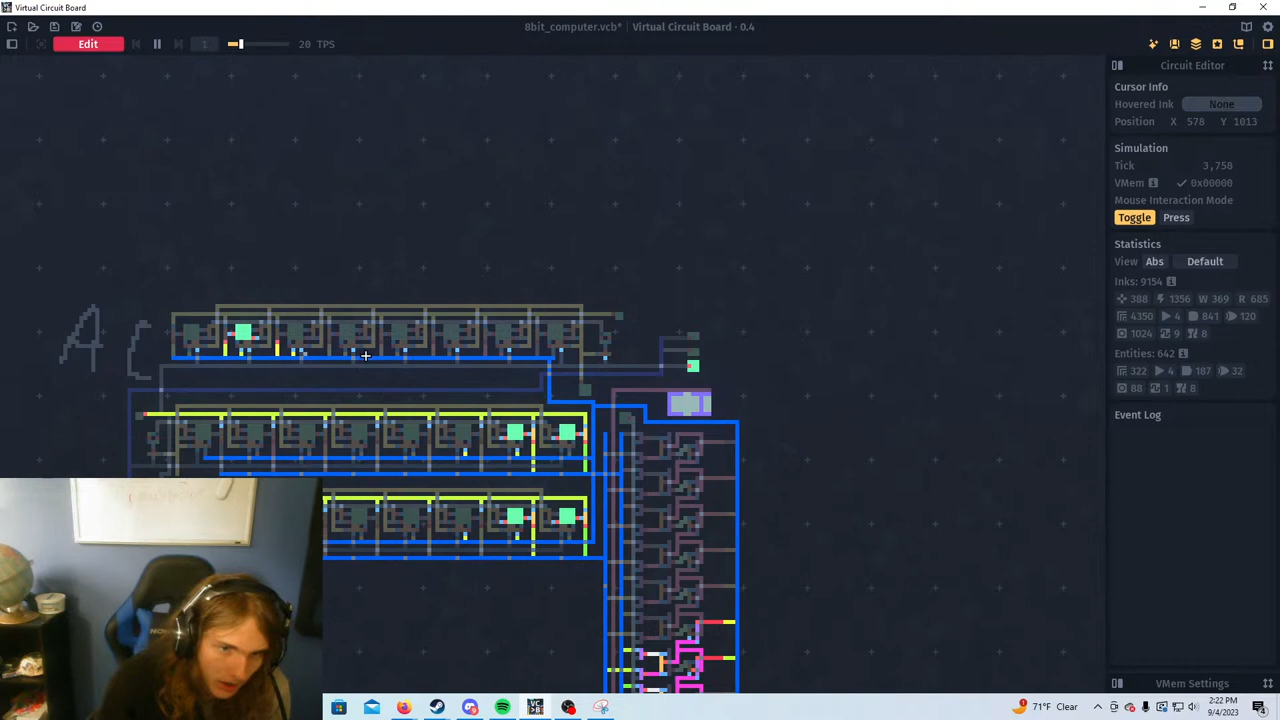 Virtual Circuit Board
8bit_computer.vcb* | Virtual Circuit Board · 0.4
Edit
1
20 TPS
Circuit Editor
Cursor Info
Hovered Ink None
Position X 578 Y 1013
Simulation
Tick 3,758
VMem 0x00000
Mouse Interaction Mode
Toggle Press
Statistics
View Abs Default
Inks: 9154
388 1356 W 369 R 685
4350 841 120
1024 9 8
Entities: 642
322 4 187 32
88 1 8
Event Log
AC
VMem Settings
71°F Clear
2:22 PM
9/4/2023